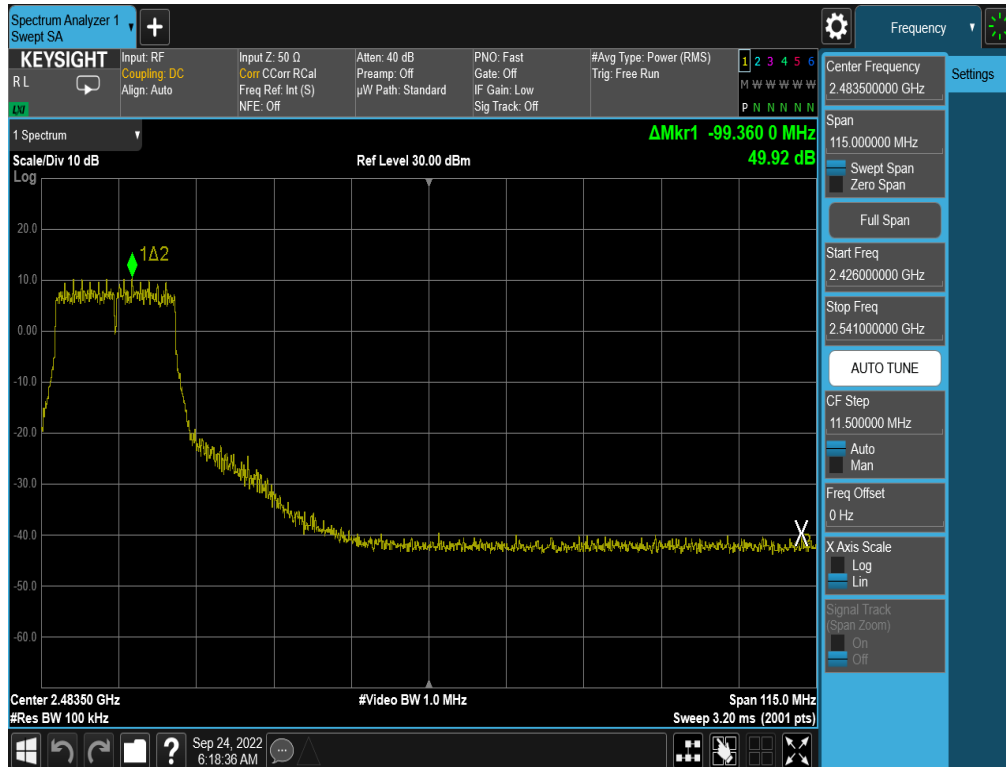 Spectrum Analyzer 1
Swept SA
Frequency
KEYSIGHT
R L
LXI
Input: RF
Coupling: DC
Align: Auto
Input Z: 50 Ω
Corr CCorr RCal
Freq Ref: Int (S)
NFE: Off
Atten: 40 dB
Preamp: Off
µW Path: Standard
PNO: Fast
Gate: Off
IF Gain: Low
Sig Track: Off
#Avg Type: Power (RMS)
Trig: Free Run
1 2 3 4 5 6
M W W W W W
P N N N N N
1 Spectrum
ΔMkr1 -99.360 0 MHz
Scale/Div 10 dB
Ref Level 30.00 dBm
49.92 dB
Log
1Δ2
20.0
10.0
0.00
-10.0
-20.0
-30.0
-40.0
-50.0
-60.0
X
Center 2.48350 GHz
#Video BW 1.0 MHz
Span 115.0 MHz
#Res BW 100 kHz
Sweep 3.20 ms (2001 pts)
Center Frequency
2.483500000 GHz
Settings
Span
115.000000 MHz
Swept Span
Zero Span
Full Span
Start Freq
2.426000000 GHz
Stop Freq
2.541000000 GHz
AUTO TUNE
CF Step
11.500000 MHz
Auto
Man
Freq Offset
0 Hz
X Axis Scale
Log
Lin
Signal Track
(Span Zoom)
On
Off
?
Sep 24, 2022
6:18:36 AM